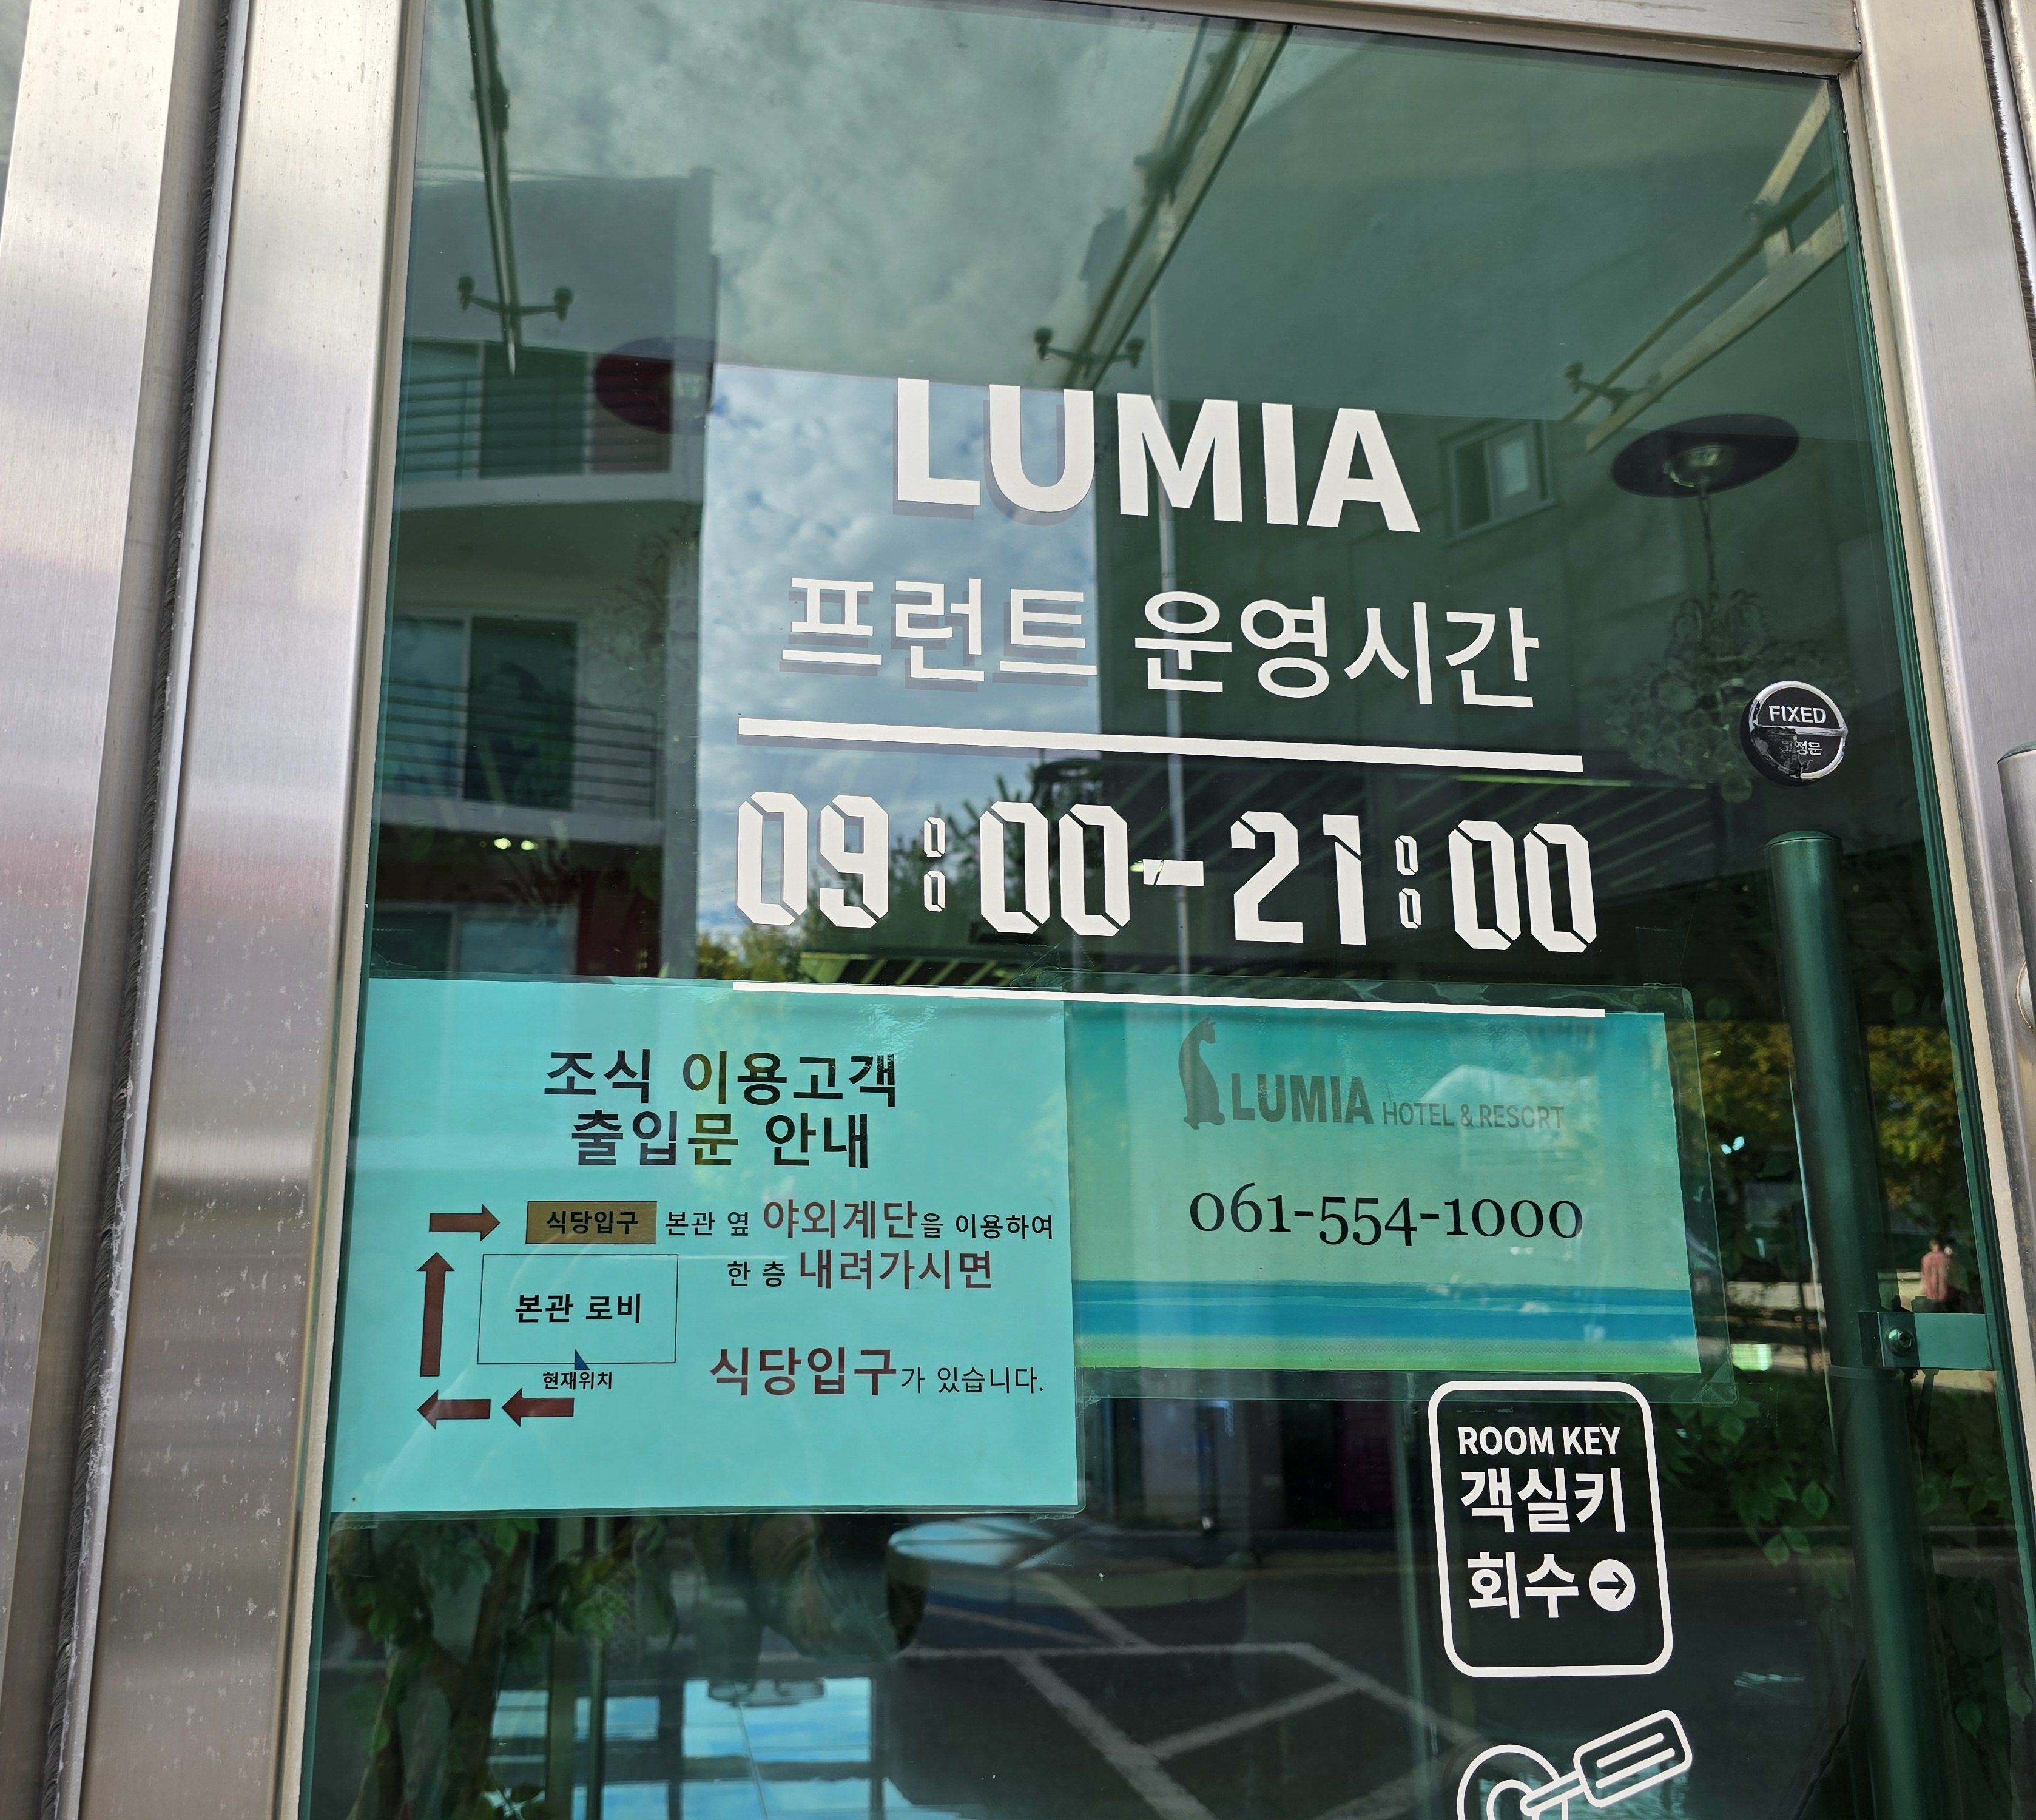 LUMIA
프런트 운영시간
FIXED
09:00-21:00
조식 이용고객
출입문 안내
식당입구 본관 옆 야외계단을 이용하여
한 층 내려가시면
본관 로비
현재위치
식당입구가 있습니다.
LUMIA HOTEL & RESORT
061-554-1000
ROOM KEY
객실키
회수